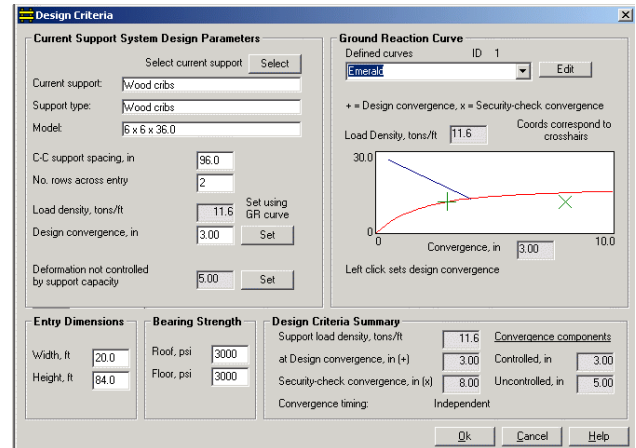 Design Criteria
Current Support System Design Parameters
Select current support Select
Current support: Wood cribs
Support type: Wood cribs
Model: 6 x 6 x 36.0
C-C support spacing, in 96.0
No. rows across entry 2
Load density, tons/ft 11.6 Set using GR curve
Design convergence, in 3.00 Set
Deformation not controlled
by support capacity 5.00 Set
Ground Reaction Curve
Defined curves ID 1
Emerald Edit
+ = Design convergence, x = Security-check convergence
Load Density, tons/ft 11.6 Coords correspond to crosshairs
30.0
0
0 10.0
Convergence, in 3.00
Left click sets design convergence
Entry Dimensions
Width, ft 20.0
Height, ft 84.0
Bearing Strength
Roof, psi 3000
Floor, psi 3000
Design Criteria Summary
Support load density, tons/ft 11.6 Convergence components
at Design convergence, in (+) 3.00 Controlled, in 3.00
Security-check convergence, in (x) 8.00 Uncontrolled, in 5.00
Convergence timing: Independent
Ok Cancel Help